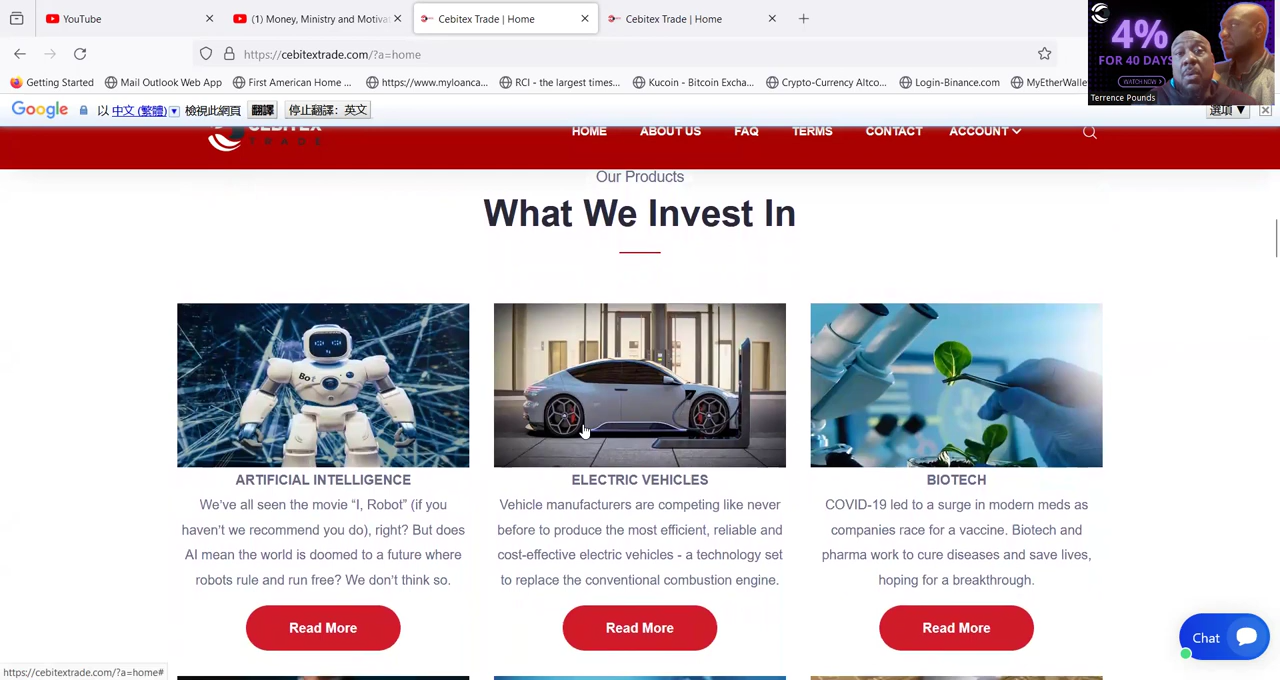 YouTube
(1) Money, Ministry and Motiva
Cebitex Trade | Home
Cebitex Trade | Home
https://cebitextrade.com/?a=home
Getting Started
Mail Outlook Web App
First American Home ...
https://www.myloanca...
RCI - the largest times...
Kucoin - Bitcoin Excha...
Crypto-Currency Altco...
Login-Binance.com
MyEtherWalle
4%
FOR 40 DAYS
WATCH NOW
Terrence Pounds
Google 以 中文 (繁體) 檢視此網頁 翻譯 停止翻譯：英文 選項▼
CEBITEX
TRADE
HOME ABOUT US FAQ TERMS CONTACT ACCOUNT
Our Products
What We Invest In
Bot
ARTIFICIAL INTELLIGENCE
We've all seen the movie “I, Robot” (if you
haven't we recommend you do), right? But does
AI mean the world is doomed to a future where
robots rule and run free? We don't think so.
Read More
ELECTRIC VEHICLES
Vehicle manufacturers are competing like never
before to produce the most efficient, reliable and
cost-effective electric vehicles - a technology set
to replace the conventional combustion engine.
Read More
BIOTECH
COVID-19 led to a surge in modern meds as
companies race for a vaccine. Biotech and
pharma work to cure diseases and save lives,
hoping for a breakthrough.
Read More
Chat
https://cebitextrade.com/?a=home#